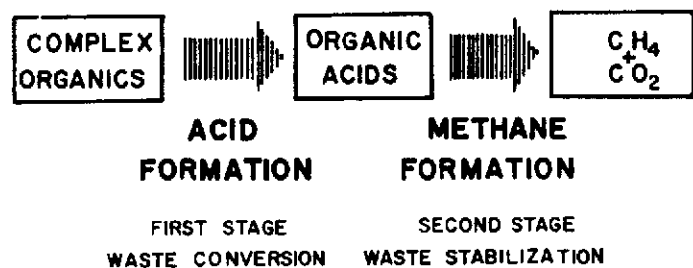 COMPLEX
ORGANICS
ORGANIC
ACIDS
CH4
+
CO2
ACID
FORMATION
METHANE
FORMATION
FIRST STAGE
WASTE CONVERSION
SECOND STAGE
WASTE STABILIZATION